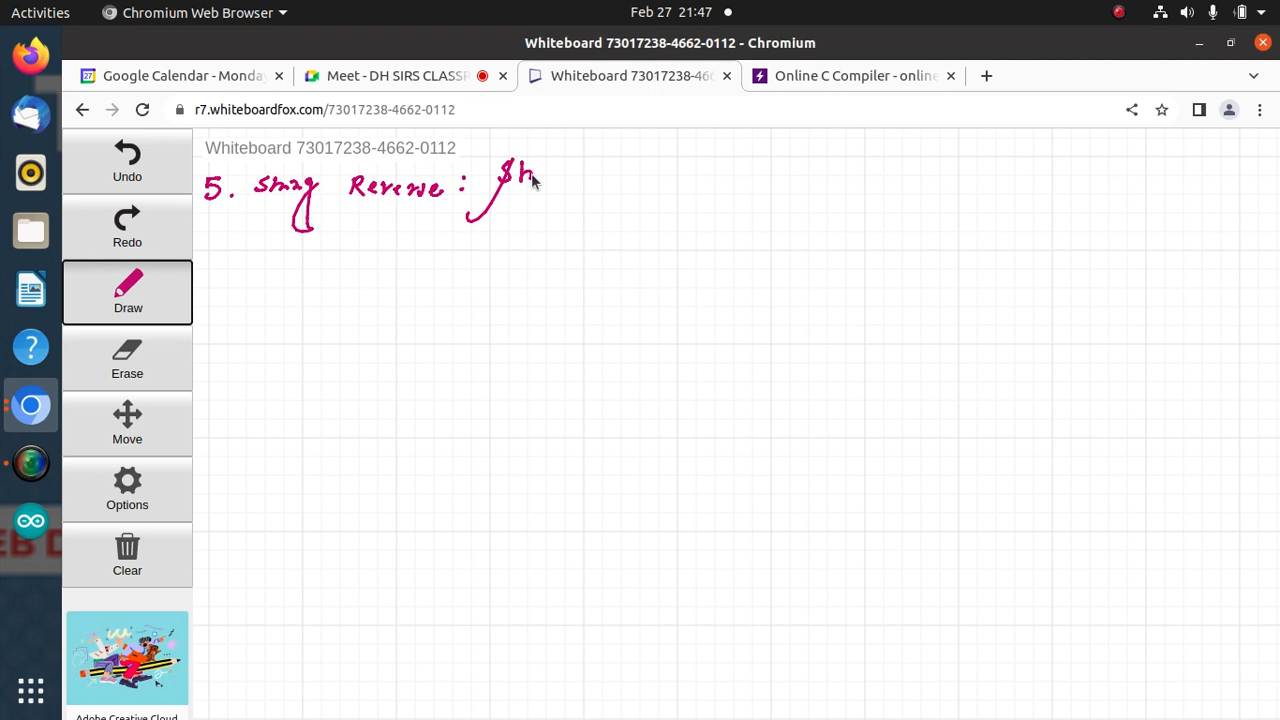 Activities Chromium Web Browser Feb 27 21:47
Whiteboard 73017238-4662-0112 - Chromium
Google Calendar - Monda Meet - DH SIRS CLASSR Whiteboard 73017238-466 Online C Compiler - online
r7.whiteboardfox.com/73017238-4662-0112
Whiteboard 73017238-4662-0112
5. String Reverse:
Undo
Redo
Draw
Erase
Move
Options
Clear
Adobe Creative Cloud